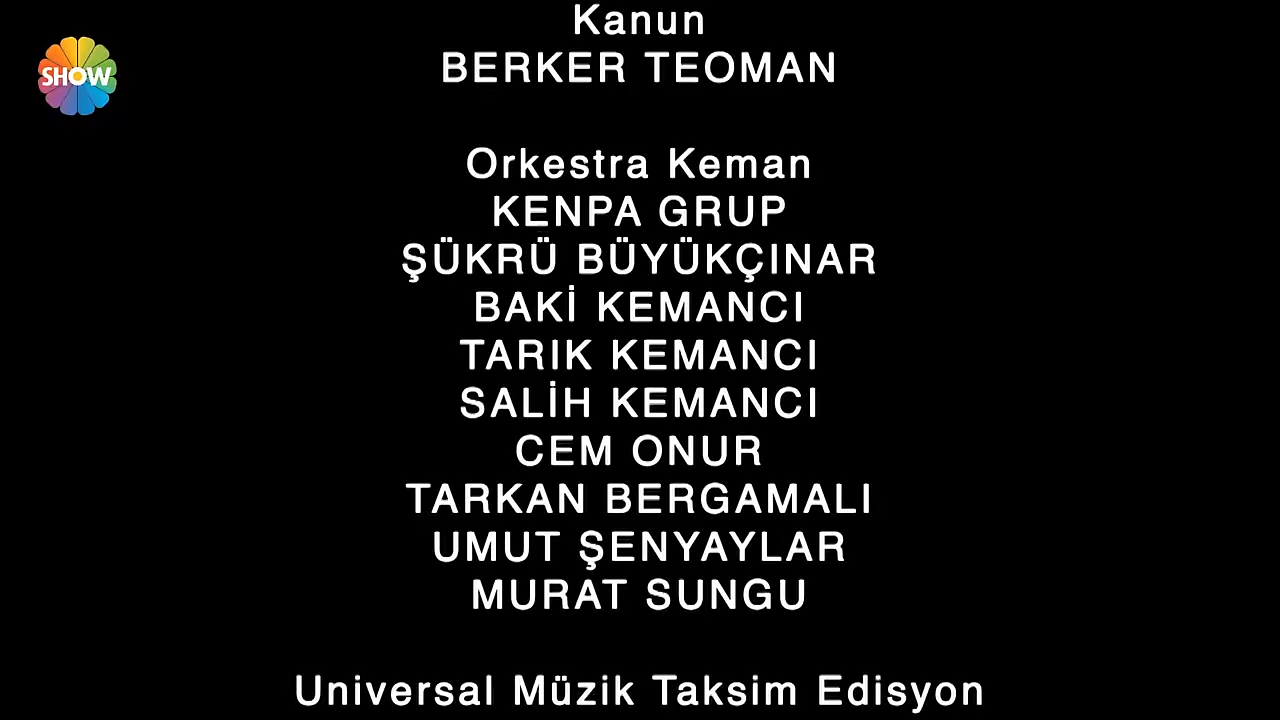 Kanun
SHOW
BERKER TEOMAN
Orkestra Keman
KENPA GRUP
ŞÜKRÜ BÜYÜKÇINAR
BAKİ KEMANCI
TARIK KEMANCI
SALİH KEMANCI
CEM ONUR
TARKAN BERGAMALI
UMUT ŞENYAYLAR
MURAT SUNGU
Universal Müzik Taksim Edisyon